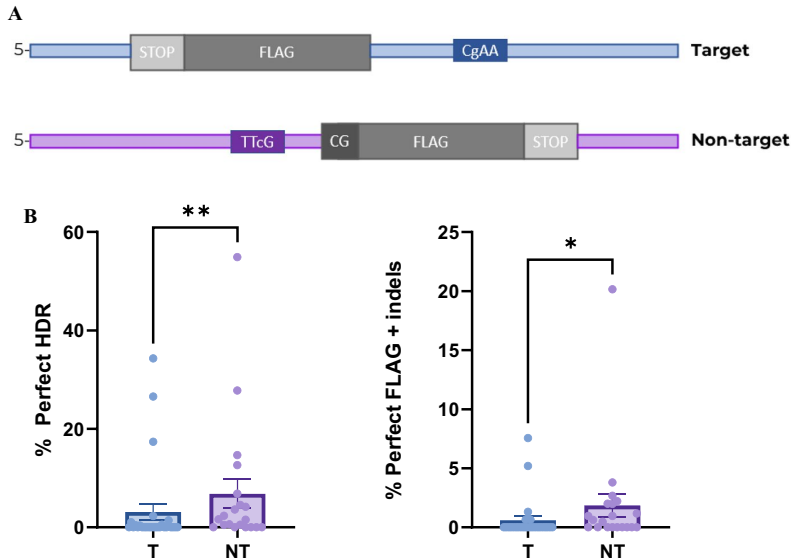 A
5- STOP FLAG CgAA Target
5- TTcG CG FLAG STOP Non-target
B
**
60
40
20
0
% Perfect HDR
T NT
*
25
20
15
10
5
0
% Perfect FLAG + indels
T NT